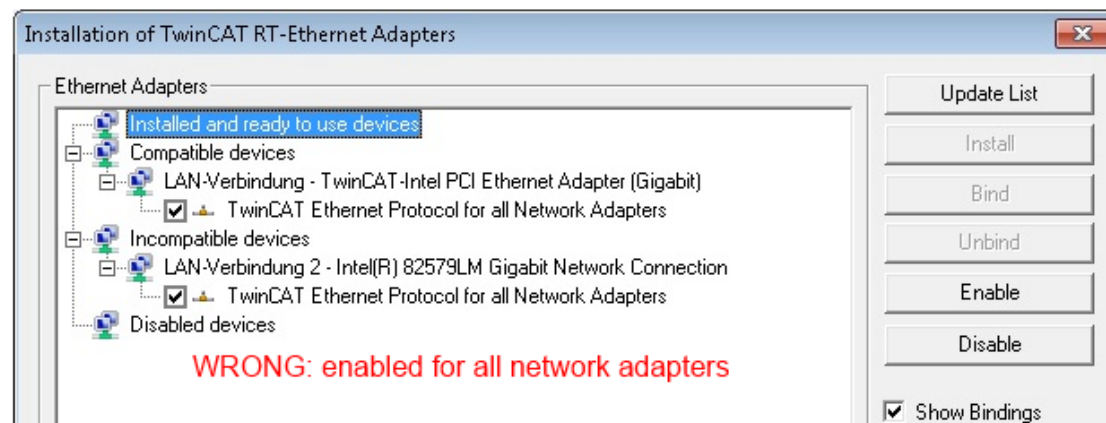 Installation of TwinCAT RT-Ethernet Adapters
Ethernet Adapters
Installed and ready to use devices
Compatible devices
LAN-Verbindung - TwinCAT-Intel PCI Ethernet Adapter (Gigabit)
TwinCAT Ethernet Protocol for all Network Adapters
Incompatible devices
LAN-Verbindung 2 - Intel(R) 82579LM Gigabit Network Connection
TwinCAT Ethernet Protocol for all Network Adapters
Disabled devices
WRONG: enabled for all network adapters
Update List
Install
Bind
Unbind
Enable
Disable
Show Bindings